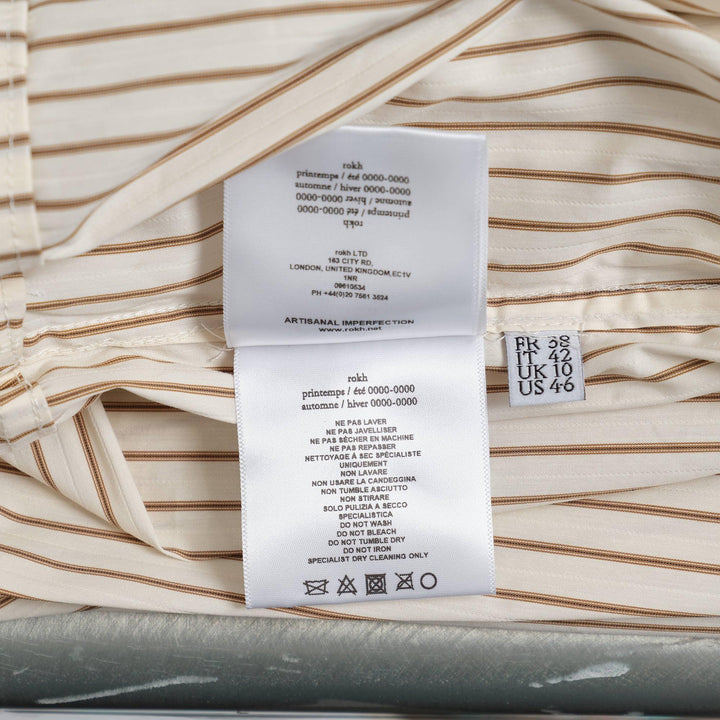 rokh
printemps / été 0000-0000
automne / hiver 0000-0000
automne / hiver 0000-0000
printemps / été 0000-0000
rokh
rokh LTD
163 CITY RD,
LONDON, UNITED KINGDOM,EC1V
1NR
09610534
PH +44(0)20 7561 3524
ARTISANAL IMPERFECTION
www.rokh.net
FR 38
IT 42
UK 10
US 46
rokh
printemps / été 0000-0000
automne / hiver 0000-0000
NE PAS LAVER
NE PAS JAVELLISER
NE PAS SÈCHER EN MACHINE
NE PAS REPASSER
NETTOYAGE À SEC SPÉCIALISTE
UNIQUEMENT
NON LAVARE
NON USARE LA CANDEGGINA
NON TUMBLE ASCIUTTO
NON STIRARE
SOLO PULIZIA A SECCO
SPECIALISTICA
DO NOT WASH
DO NOT BLEACH
DO NOT TUMBLE DRY
DO NOT IRON
SPECIALIST DRY CLEANING ONLY